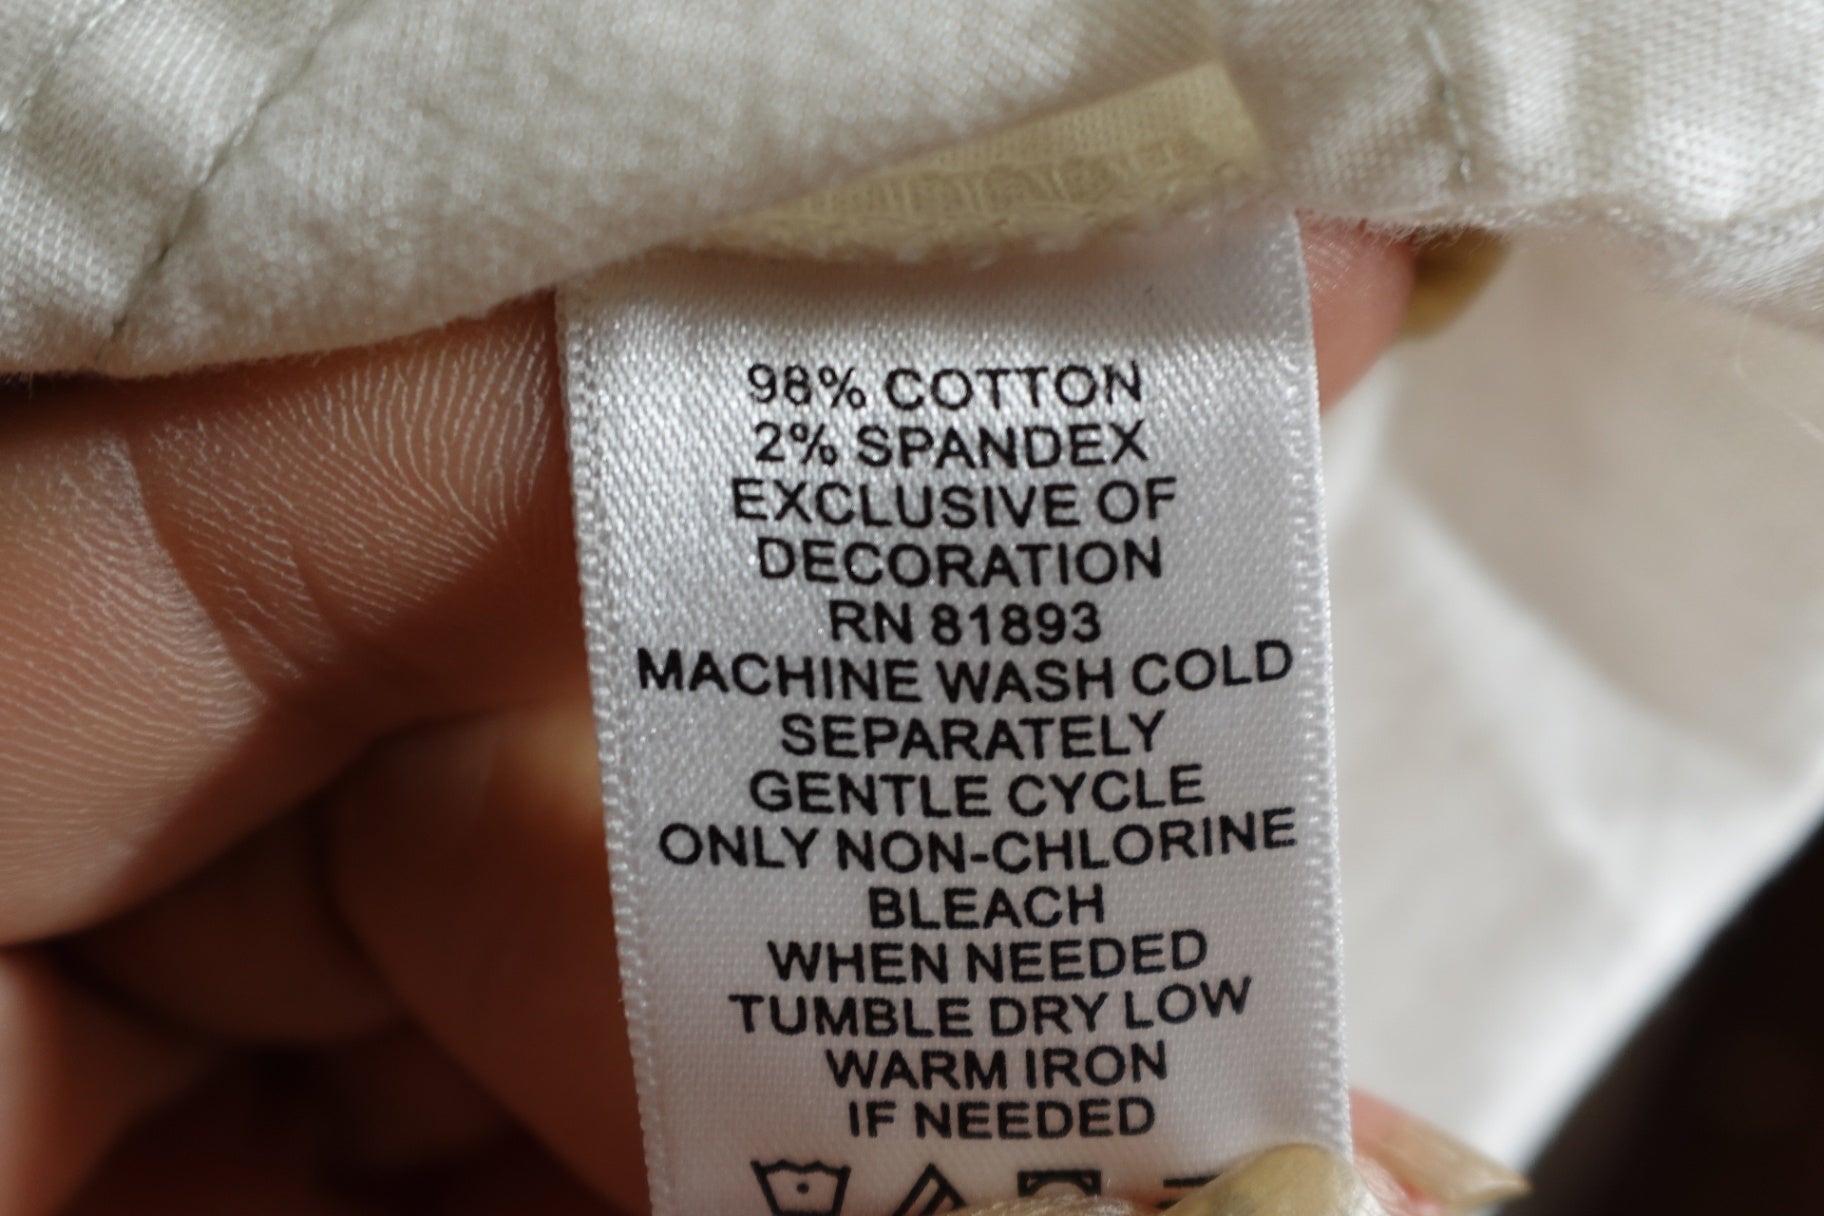 98% COTTON
2% SPANDEX
EXCLUSIVE OF
DECORATION
RN 81893
MACHINE WASH COLD
SEPARATELY
GENTLE CYCLE
ONLY NON-CHLORINE
BLEACH
WHEN NEEDED
TUMBLE DRY LOW
WARM IRON
IF NEEDED